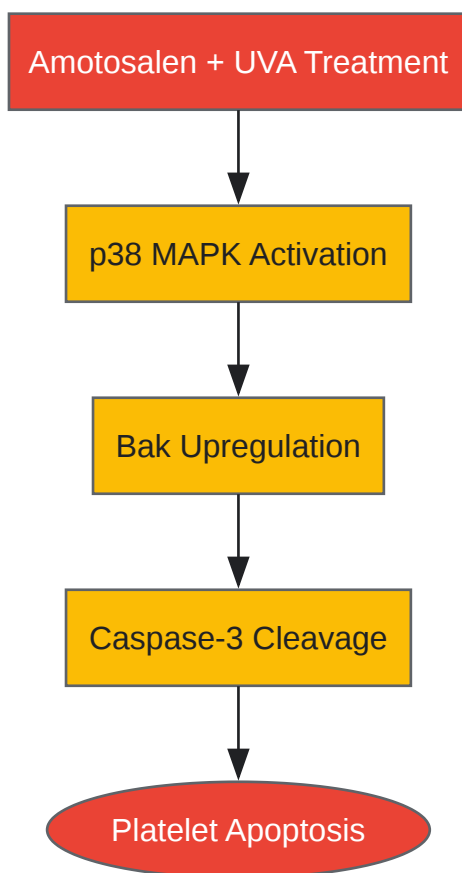 Amotosalen + UVA Treatment
p38 MAPK Activation
Bak Upregulation
Caspase-3 Cleavage
Platelet Apoptosis